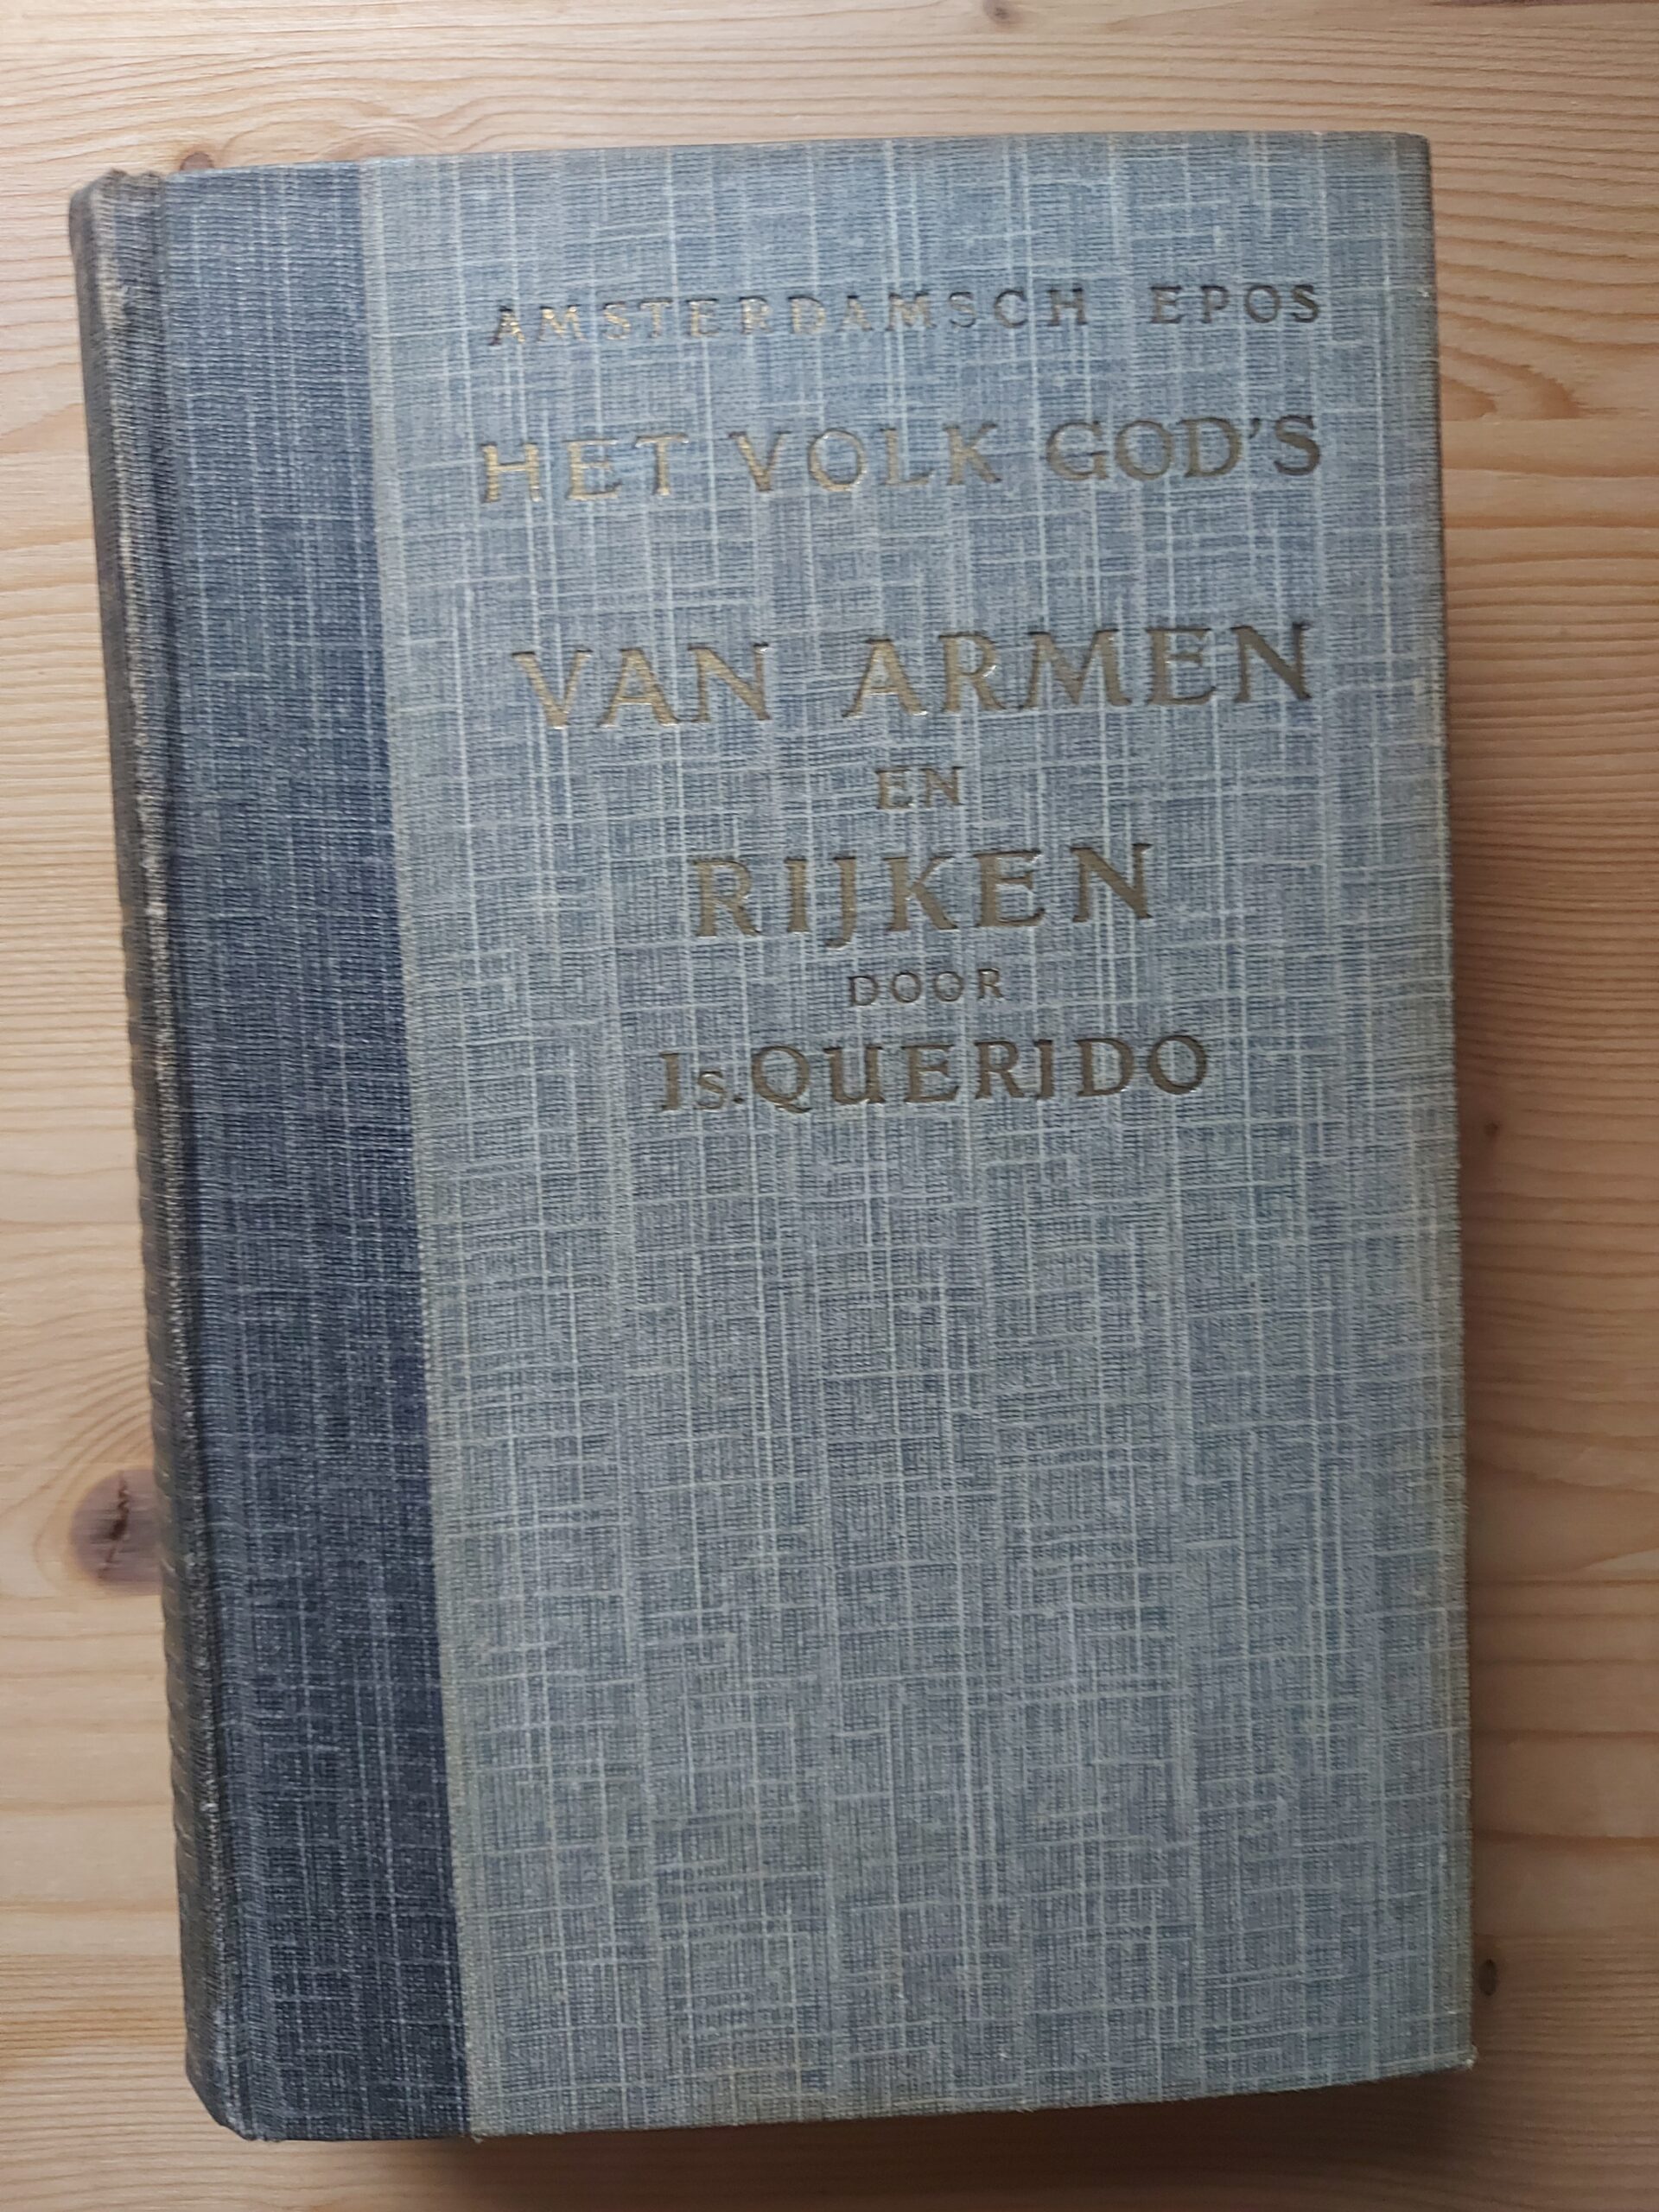 AMSTERDAMSCH EPOS
HET VOLK GOD'S
VAN ARMEN
EN
RIJKEN
DOOR
Is. QUERIDO